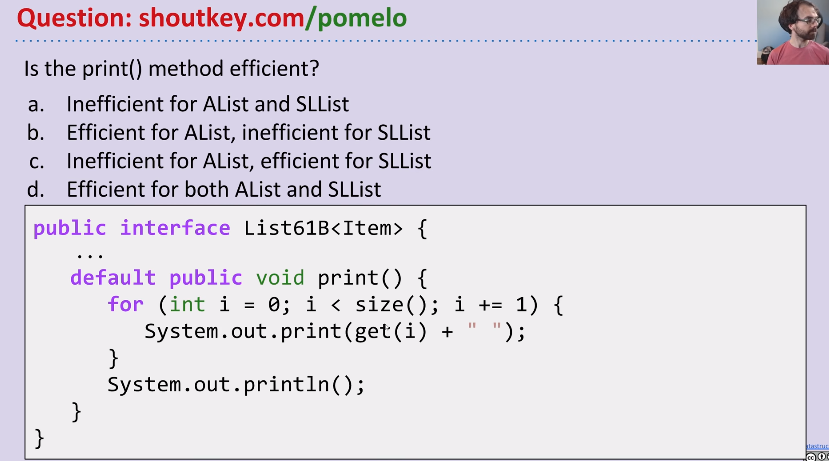 Question: shoutkey.com/pomelo
Is the print() method efficient?
a. Inefficient for AList and SLList
b. Efficient for AList, inefficient for SLList
c. Inefficient for AList, efficient for SLList
d. Efficient for both AList and SLList
public interface List61B<Item> {
...
default public void print() {
for (int i = 0; i < size(); i += 1) {
System.out.print(get(i) + " ");
}
System.out.println();
}
}